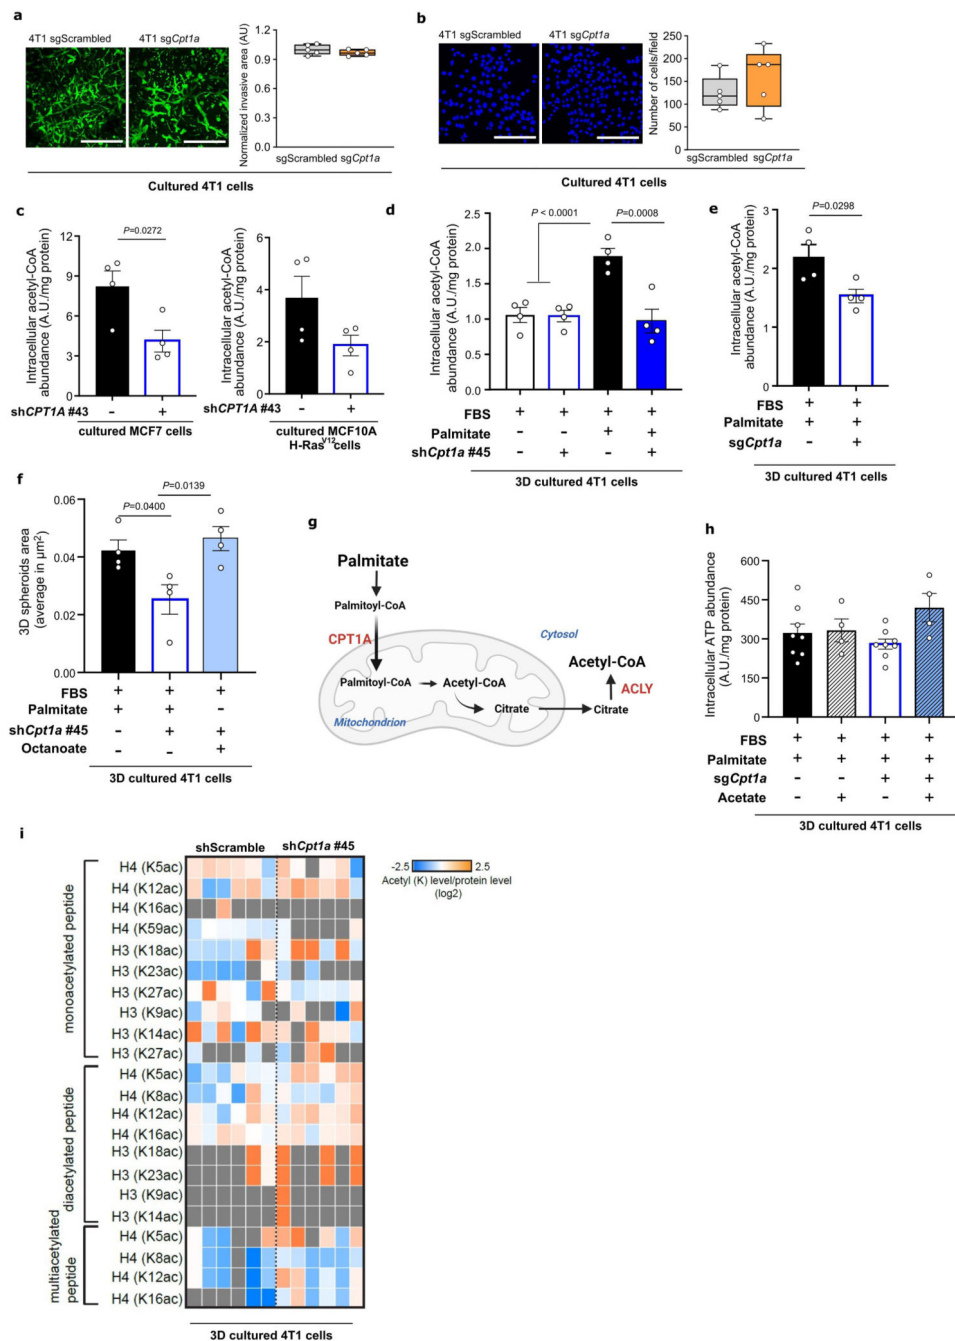 a
4T1 sgScrambled
4T1 sgCpt1a
Normalized invasive area (AU)
1.2
0.9
0.6
0.3
0.0
sgScrambled sgCpt1a
Cultured 4T1 cells
b
4T1 sgScrambled
4T1 sgCpt1a
Number of cells/field
250
200
150
100
50
0
sgScrambled
sgCpt1a
Cultured 4T1 cells
c
Intracellular acetyl-CoA
abundance (A.U./mg protein)
12
9
6
3
0
P=0.0272
shCPT1A #43
-
+
cultured MCF7 cells
Intracellular acetyl-CoA
abundance (A.U./mg protein)
6
4
2
0
shCPT1A #43
-
+
cultured MCF10A
H-RasV12cells
d
Intracellular acetyl-CoA
abundance (A.U./mg protein)
2.5
2.0
1.5
1.0
0.5
0.0
P < 0.0001
P=0.0008
FBS + + + +
Palmitate - - + +
shCpt1a #45 - + - +
3D cultured 4T1 cells
e
Intracellular acetyl-CoA
abundance (A.U./mg protein)
3
2
1
0
P=0.0298
FBS + +
Palmitate + +
sgCpt1a - +
3D cultured 4T1 cells
f
3D spheroids area
(average in µm²)
0.06
0.04
0.02
0.00
P=0.0139
P=0.0400
FBS + + +
Palmitate + + -
shCpt1a #45 - + +
Octanoate - - +
3D cultured 4T1 cells
g
Palmitate
Palmitoyl-CoA
CPT1A
Cytosol
Palmitoyl-CoA
Acetyl-CoA
Acetyl-CoA
ACLY
Mitochondrion
Citrate
Citrate
h
Intracellular ATP abundance
(A.U./mg protein)
600
450
300
150
0
FBS + + + +
Palmitate + + + +
sgCpt1a - - + +
Acetate - + - +
3D cultured 4T1 cells
i
shScramble
shCpt1a #45
-2.5
2.5
Acetyl (K) level/protein level
(log2)
monoacetylated peptide
H4 (K5ac)
H4 (K12ac)
H4 (K16ac)
H4 (K59ac)
H3 (K18ac)
H3 (K23ac)
H3 (K27ac)
H3 (K9ac)
H3 (K14ac)
H3 (K27ac)
diacetylated peptide
H4 (K5ac)
H4 (K8ac)
H4 (K12ac)
H4 (K16ac)
H3 (K18ac)
H3 (K23ac)
H3 (K9ac)
H3 (K14ac)
multiacetylated
peptide
H4 (K5ac)
H4 (K8ac)
H4 (K12ac)
H4 (K16ac)
3D cultured 4T1 cells